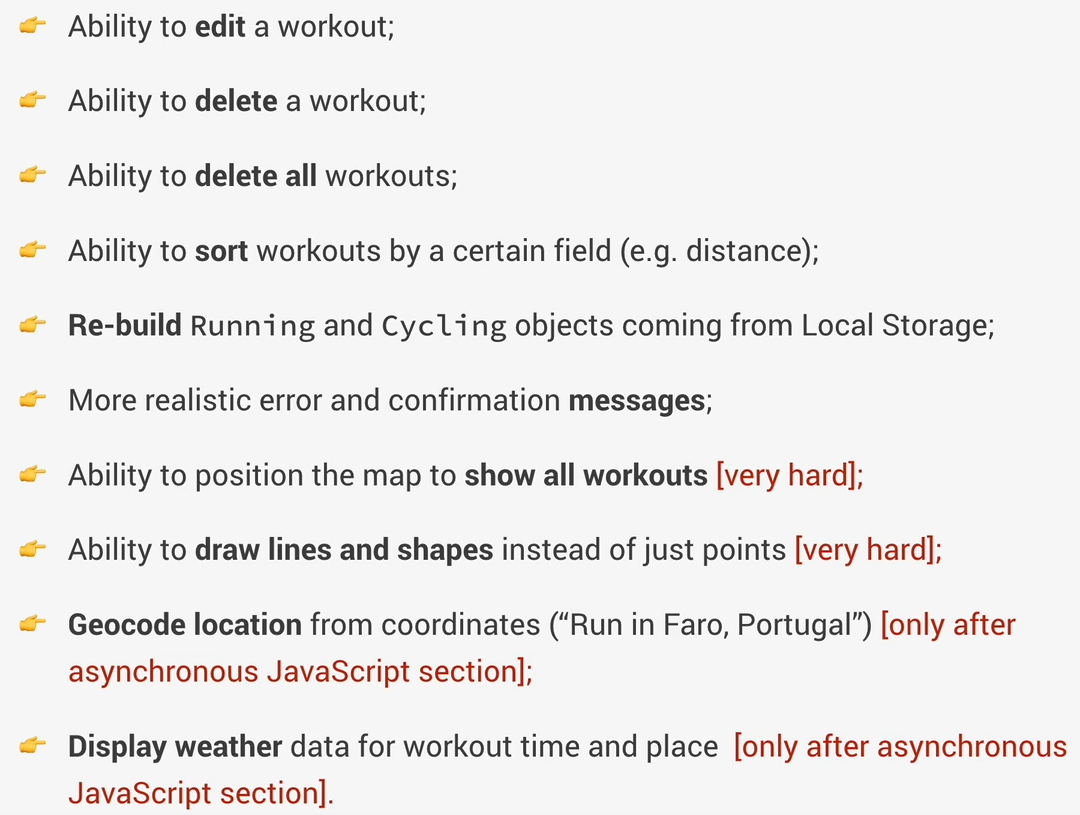 👉 Ability to edit a workout;
👉 Ability to delete a workout;
👉 Ability to delete all workouts;
👉 Ability to sort workouts by a certain field (e.g. distance);
👉 Re-build Running and Cycling objects coming from Local Storage;
👉 More realistic error and confirmation messages;
👉 Ability to position the map to show all workouts [very hard];
👉 Ability to draw lines and shapes instead of just points [very hard];
👉 Geocode location from coordinates (“Run in Faro, Portugal”) [only after
asynchronous JavaScript section];
👉 Display weather data for workout time and place [only after asynchronous
JavaScript section].